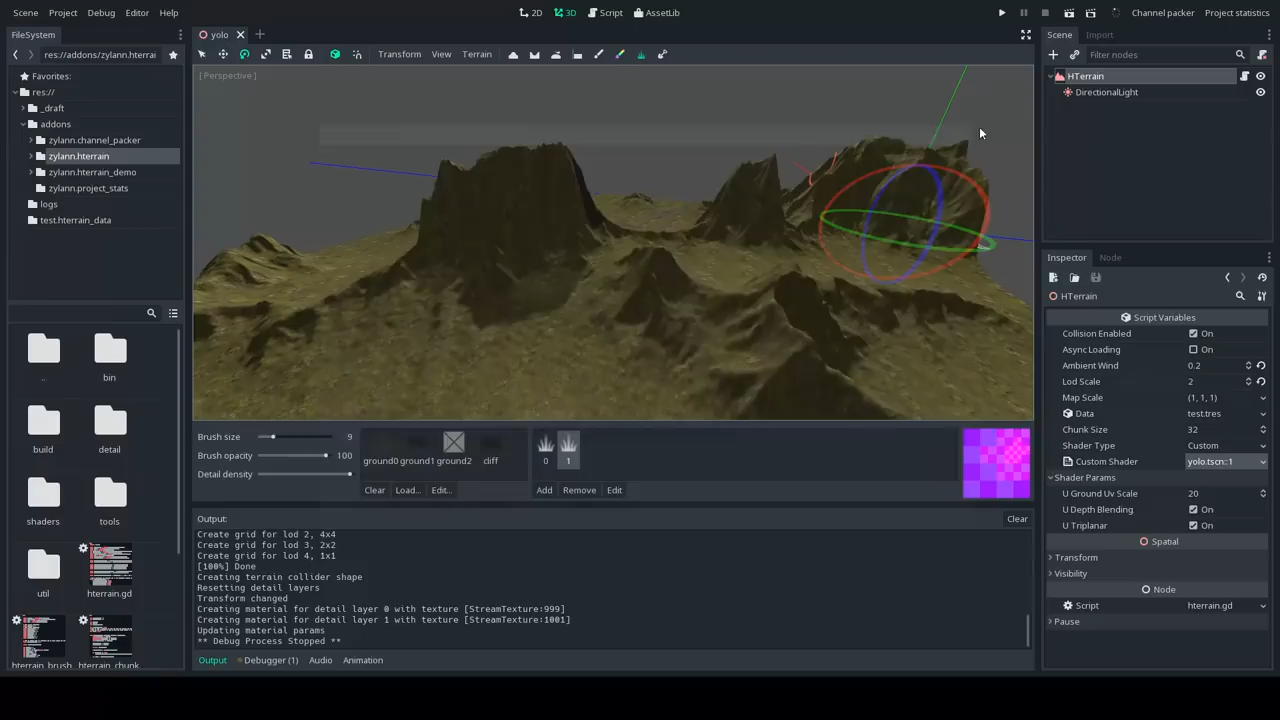 Scene Project Debug Editor Help
2D 3D Script AssetLib
Channel packer Project statistics
FileSystem
res://addons/zylann.hterrai
Favorites:
res://
_draft
addons
zylann.channel_packer
zylann.hterrain
zylann.hterrain_demo
zylann.project_stats
logs
test.hterrain_data
..
bin
build
detail
shaders
tools
util
hterrain.gd
hterrain_brush
hterrain_chunk
yolo
Transform View Terrain
[ Perspective ]
Brush size 9
Brush opacity 100
Detail density
ground0 ground1 ground2 cliff
Clear Load... Edit...
0 1
Add Remove Edit
Output:
Clear
Create grid for lod 2, 4x4
Create grid for lod 3, 2x2
Create grid for lod 4, 1x1
[100%] Done
Creating terrain collider shape
Resetting detail layers
Transform changed
Creating material for detail layer 0 with texture [StreamTexture:999]
Creating material for detail layer 1 with texture [StreamTexture:1001]
Updating material params
** Debug Process Stopped **
Output Debugger (1) Audio Animation
Scene Import
Filter nodes
HTerrain
DirectionalLight
Inspector Node
HTerrain
Script Variables
Collision Enabled On
Async Loading On
Ambient Wind 0.2
Lod Scale 2
Map Scale (1, 1, 1)
Data test.tres
Chunk Size 32
Shader Type Custom
Custom Shader yolo.tscn::1
Shader Params
U Ground Uv Scale 20
U Depth Blending On
U Triplanar On
Spatial
Transform
Visibility
Node
Script hterrain.gd
Pause